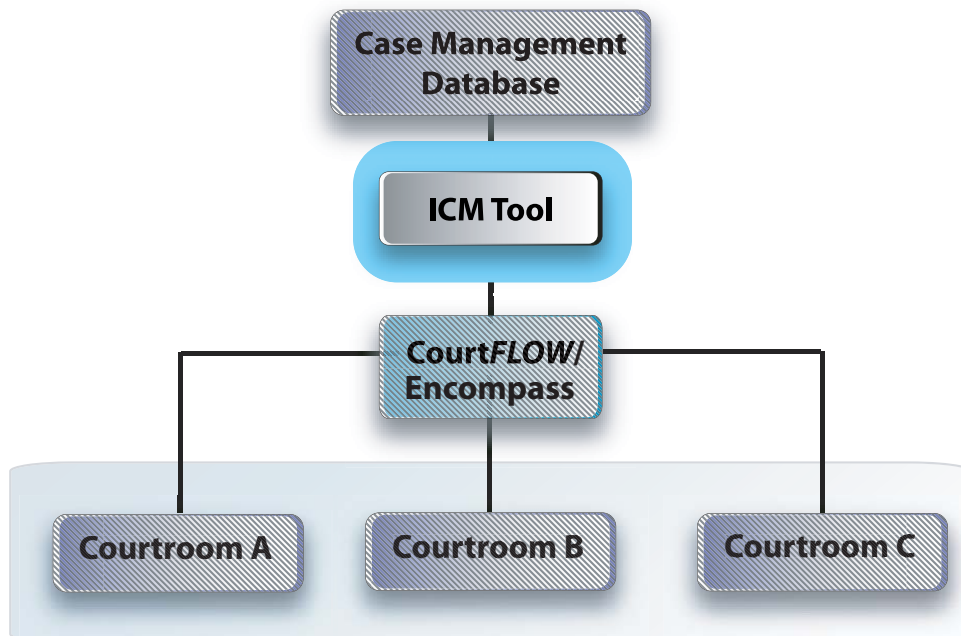 Case Management
Database
ICM Tool
CourtFLOW/
Encompass
Courtroom A
Courtroom B
Courtroom C